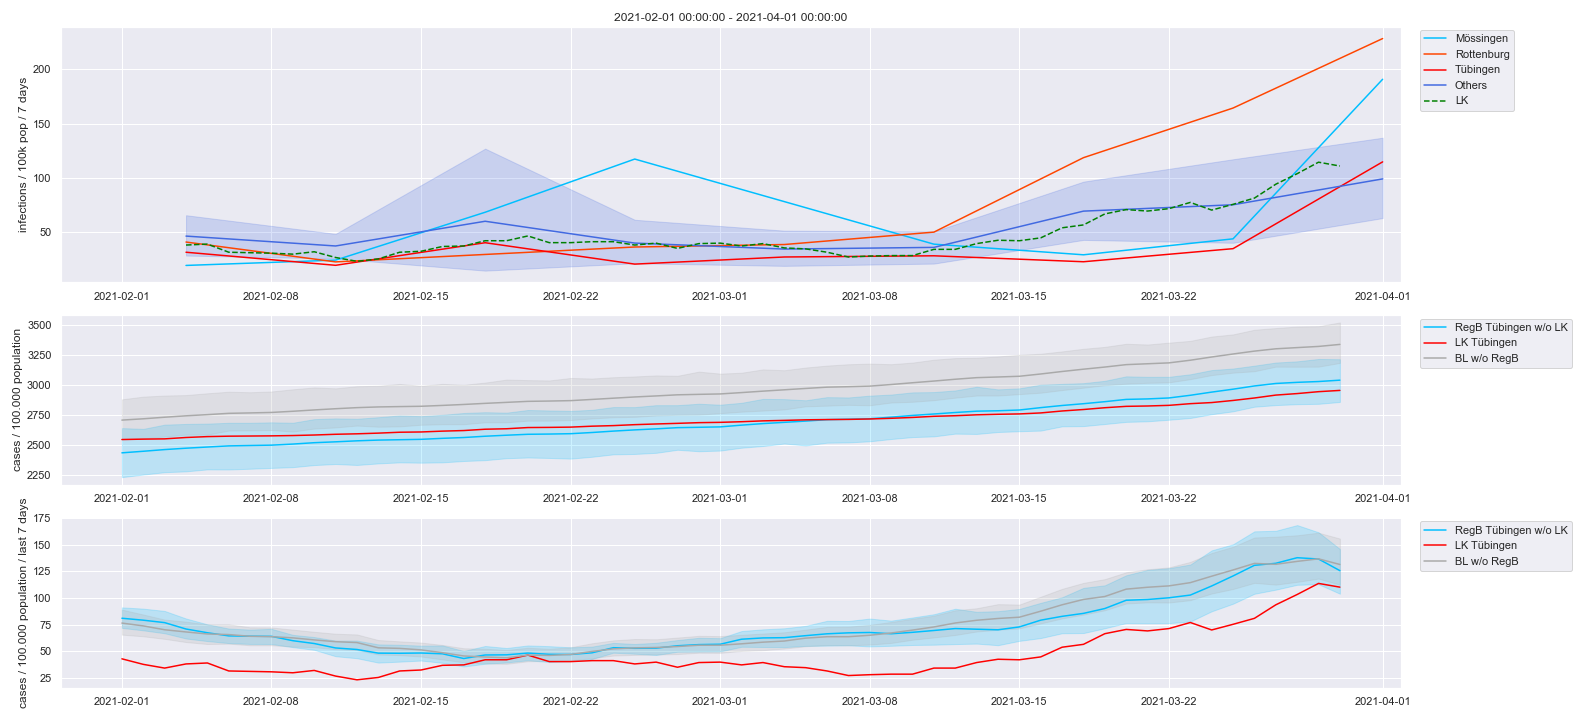 2021-02-01 00:00:00 - 2021-04-01 00:00:00
infections / 100k pop / 7 days
200
150
100
50
2021-02-01 2021-02-08 2021-02-15 2021-02-22 2021-03-01 2021-03-08 2021-03-15 2021-03-22 2021-04-01
Mössingen
Rottenburg
Tübingen
Others
LK
cases / 100.000 population
3500
3250
3000
2750
2500
2250
2021-02-01 2021-02-08 2021-02-15 2021-02-22 2021-03-01 2021-03-08 2021-03-15 2021-03-22 2021-04-01
RegB Tübingen w/o LK
LK Tübingen
BL w/o RegB
cases / 100.000 population / last 7 days
175
150
125
100
75
50
25
2021-02-01 2021-02-08 2021-02-15 2021-02-22 2021-03-01 2021-03-08 2021-03-15 2021-03-22 2021-04-01
RegB Tübingen w/o LK
LK Tübingen
BL w/o RegB